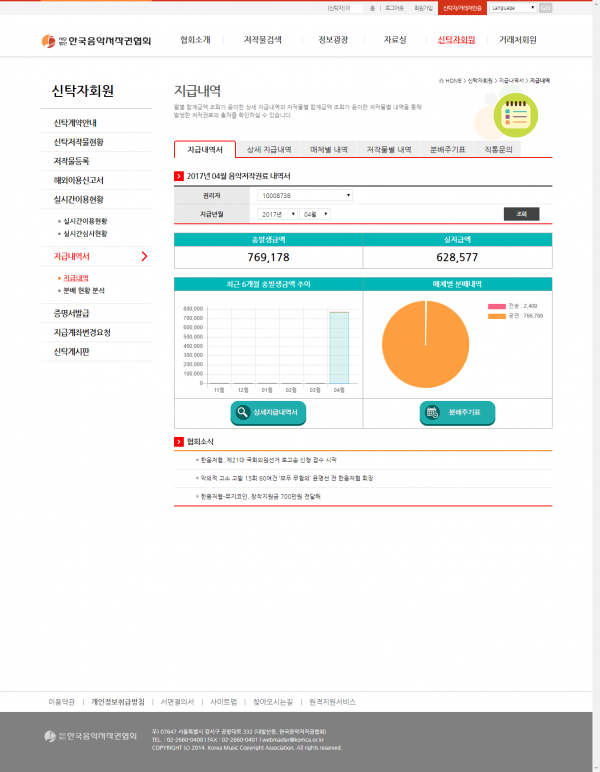 (신탁자)이
홈 | 로그아웃 회원가입 신탁자/거래처인증 Language GO
사단법인 한국음악저작권협회
협회소개 저작물검색 정보광장 자료실 신탁자회원 거래처회원
신탁자회원
신탁계약안내
신탁저작물현황
저작물등록
해외이용신고서
실시간이용현황
실시간이용현황
실시간심사현황
지급내역서
지급내역
분배 현황 분석
증명서발급
지급계좌변경요청
신탁게시판
HOME > 신탁자회원 > 지급내역서 > 지급내역
지급내역
월별 합계금액 조회가 용이한 상세 지급내역과 저작물별 합계금액 조회가 용이한 저작물별 내역을 통해
발생한 저작권료의 출처를 확인하실 수 있습니다.
지급내역서 상세 지급내역 매체별 내역 저작물별 내역 분배주기표 직통문의
2017년 04월 음악저작권료 내역서
권리자 10008738
지급년월 2017년 04월 조회
총발생금액 실지급액
769,178 628,577
최근 6개월 총발생금액 추이 매체별 분배내역
800,000
700,000
600,000
500,000
400,000
300,000
200,000
100,000
0
11월 12월 01월 02월 03월 04월
전송 : 2,409
공연 : 766,769
상세지급내역서 분배주기표
협회소식
한음저협, 제21대 국회의원선거 로고송 신청 접수 시작
악의적 고소 고발 15회 60여건 '모두 무혐의' 윤명선 전 한음저협 회장
한음저협-뮤지코인, 창작지원금 700만원 전달해
이용약관 | 개인정보취급방침 | 서면결의서 | 사이트맵 | 찾아오시는길 | 원격지원서비스
사단법인 한국음악저작권협회
우) 07647 서울특별시 강서구 공항대로 332 (내발산동, 한국음악저작권협회)
TEL : 02-2660-0400 | FAX : 02-2660-0401 | webmaster@komca.or.kr
COPYRIGHT (c) 2014. Korea Music Copyright Association, All rights reserved.